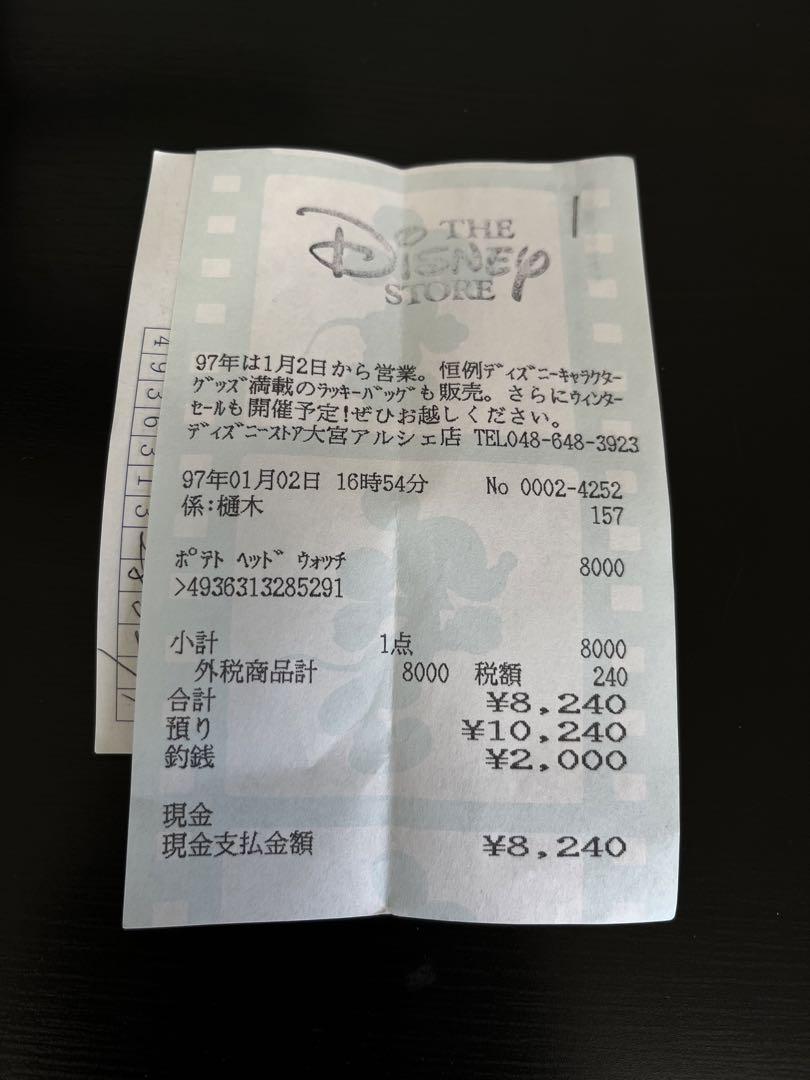 THE
DISNEY
STORE
97年は1月2日から営業。恒例ﾃﾞｨｽﾞﾆｰｷｬﾗｸﾀｰ
ｸﾞｯｽﾞ満載のﾗｯｷｰﾊﾞｯｸﾞも販売。さらにｳｨﾝﾀｰ
ｾｰﾙも開催予定!ぜひお越しください。
ﾃﾞｨｽﾞﾆｰｽﾄｱ大宮アルシェ店 TEL048-648-3923
97年01月02日 16時54分 No 0002-4252
係:樋木 157
ﾎﾟﾃﾄ ﾍｯﾄﾞ ｳｫｯﾁ 8000
>4936313285291
小計 1点 8000
外税商品計 8000 税額 240
合計 ¥8,240
預り ¥10,240
釣銭 ¥2,000
現金
現金支払金額 ¥8,240
4936313